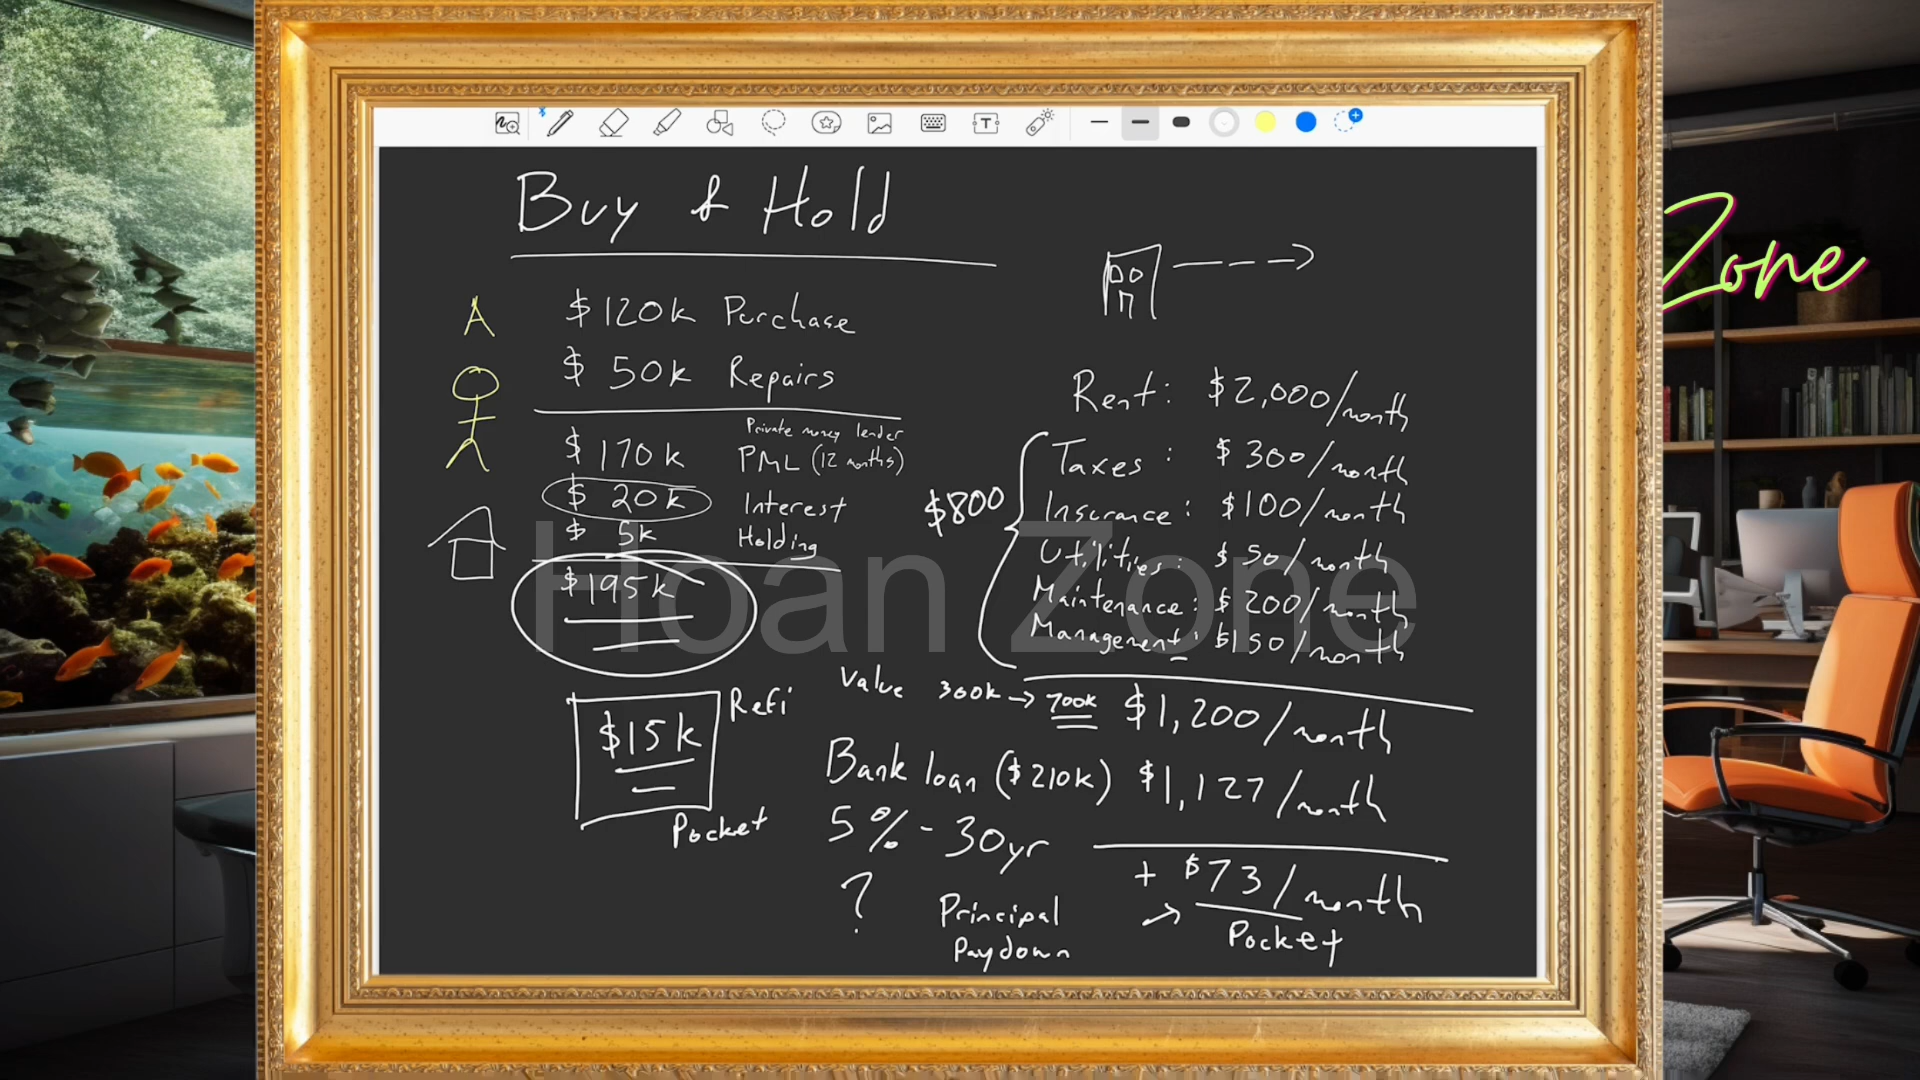 Buy & Hold
A
$120k Purchase
$ 50k Repairs
Private money lender
$ 170k PML (12 months)
$ 20k Interest
$ 5k Holding
$195k
Refi
$15k
Pocket
Rent: $2,000/month
$800
Taxes: $300/month
Insurance: $100/month
Utilities: $50/month
Maintenance: $200/month
Management: $150/month
Value 300k → 700k
$1,200/month
Bank loan ($210k) $1,127/month
5% - 30yr
?
Principal
Paydown
+ $73/month
→ Pocket
Hoan Zone
Zone
T